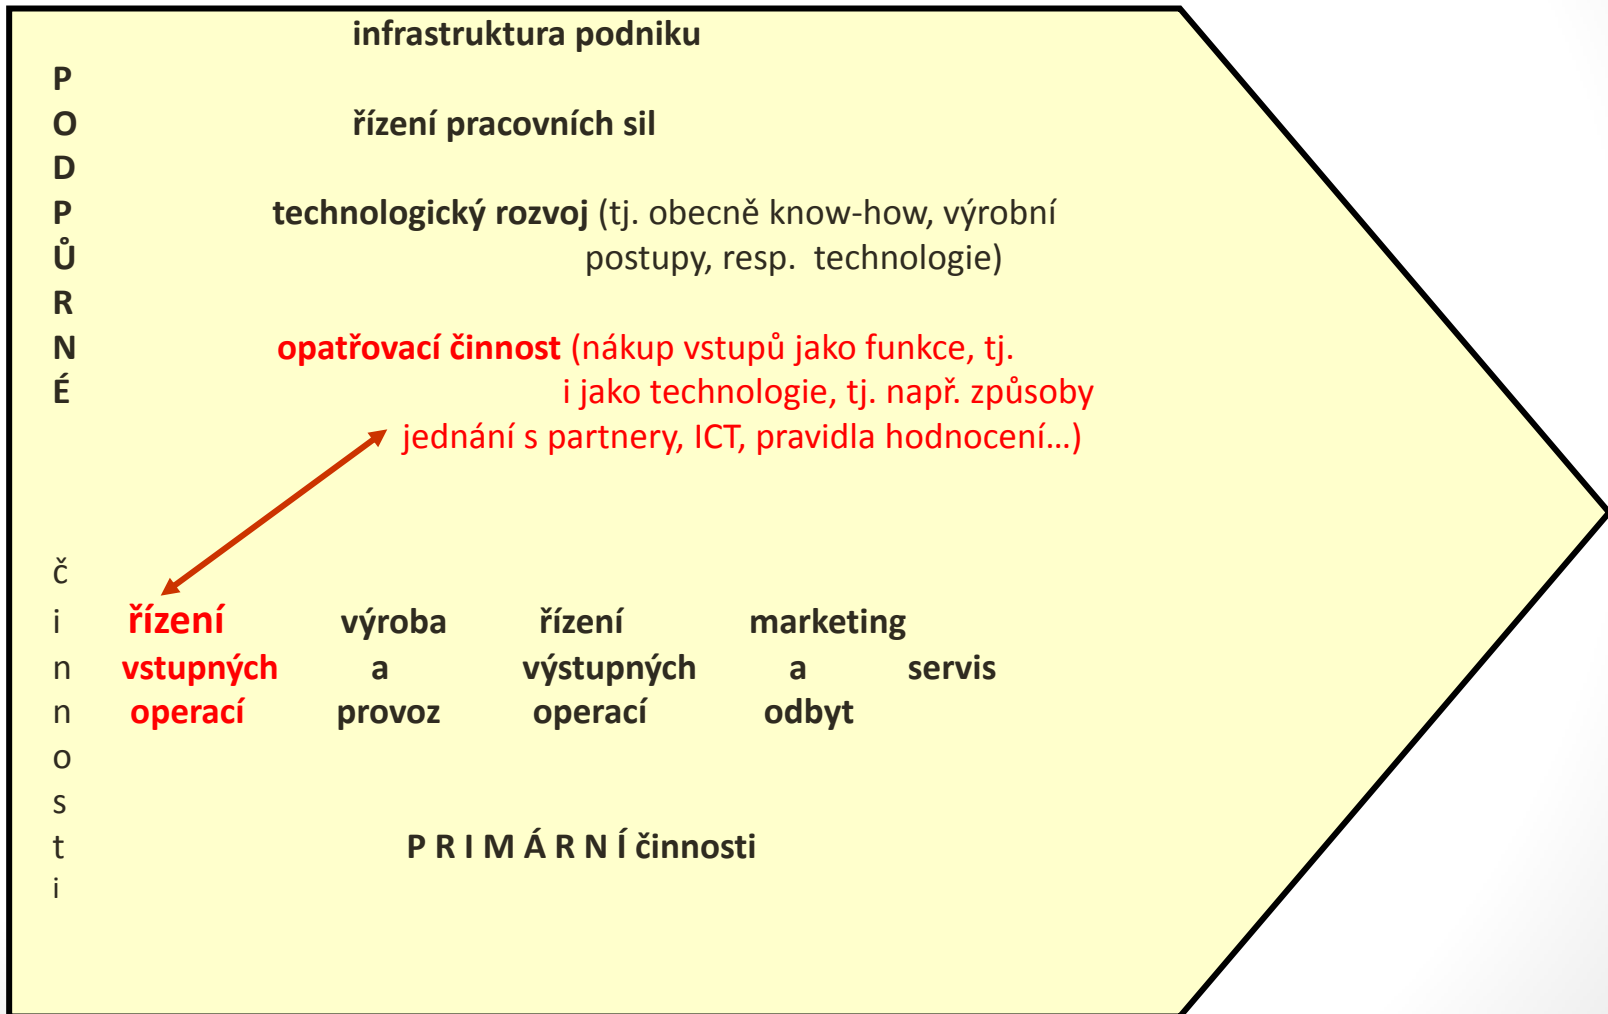 infrastruktura podniku
P
O řízení pracovních sil
D
P technologický rozvoj (tj. obecně know-how, výrobní
Ů postupy, resp. technologie)
R
N opatřovací činnost (nákup vstupů jako funkce, tj.
É i jako technologie, tj. např. způsoby
jednání s partnery, ICT, pravidla hodnocení...)
č
i řízení výroba řízení marketing
n vstupných a výstupných a servis
n operací provoz operací odbyt
o
s
t P R I M Á R N Í činnosti
i